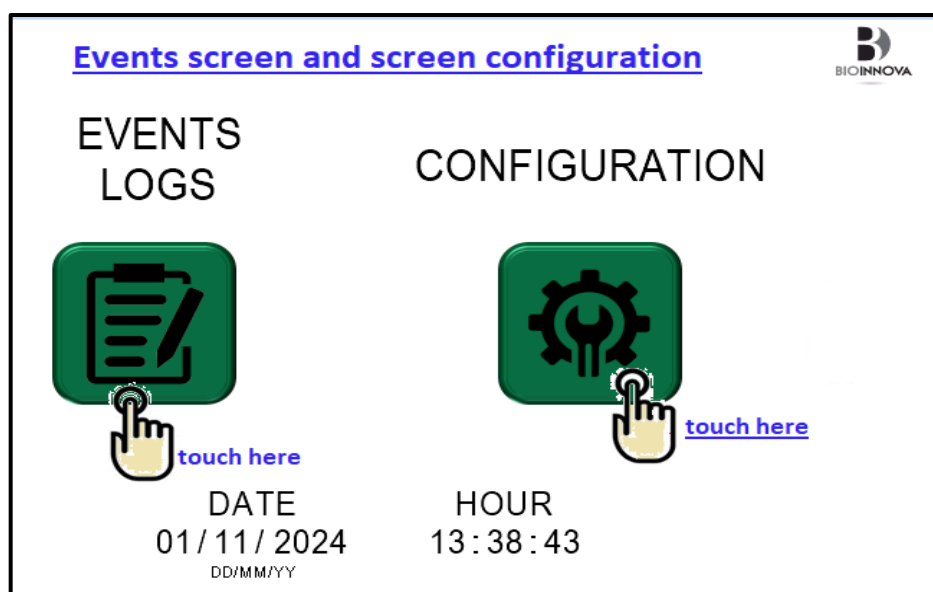 Events screen and screen configuration
BIOINNOVA
EVENTS
LOGS
CONFIGURATION
touch here
touch here
DATE
01/11/2024
DD/MM/YY
HOUR
13:38:43